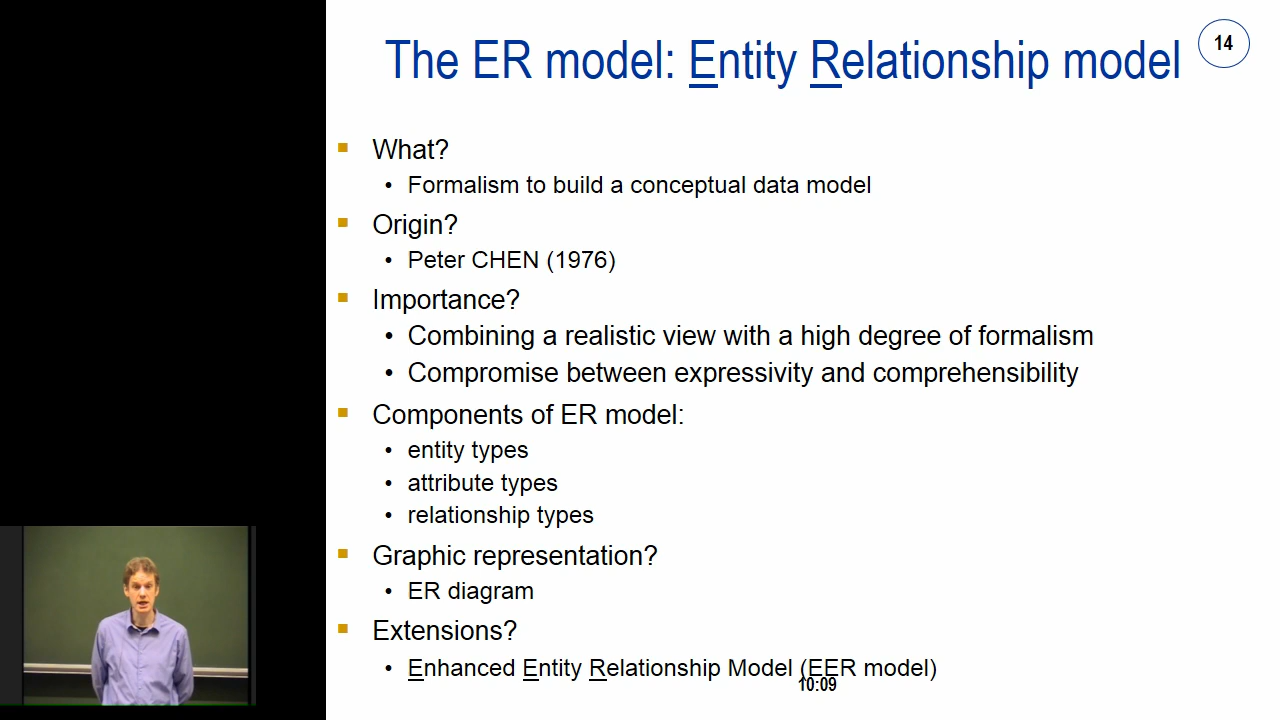 The ER model: Entity Relationship model
14
What?
• Formalism to build a conceptual data model
Origin?
• Peter CHEN (1976)
Importance?
• Combining a realistic view with a high degree of formalism
• Compromise between expressivity and comprehensibility
Components of ER model:
• entity types
• attribute types
• relationship types
Graphic representation?
• ER diagram
Extensions?
• Enhanced Entity Relationship Model (EER model)
10:09